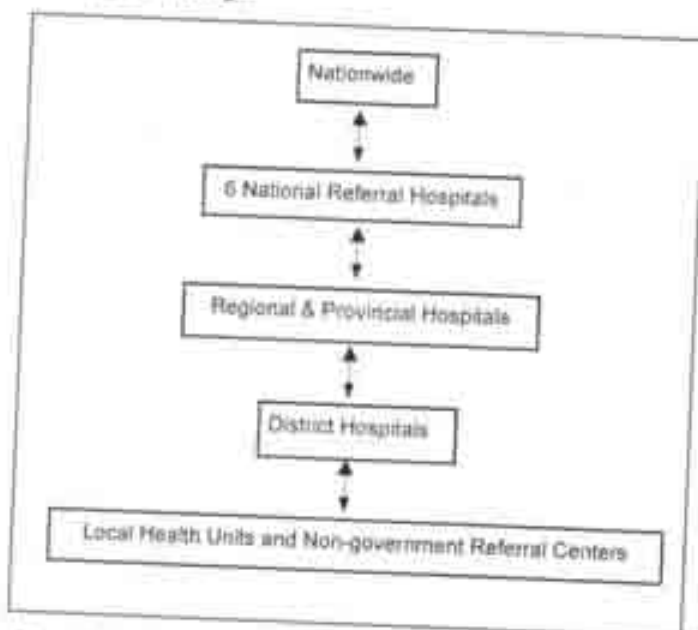 Nationwide
6 National Referral Hospitals
Regional & Provincial Hospitals
District Hospitals
Local Health Units and Non-government Referral Centers